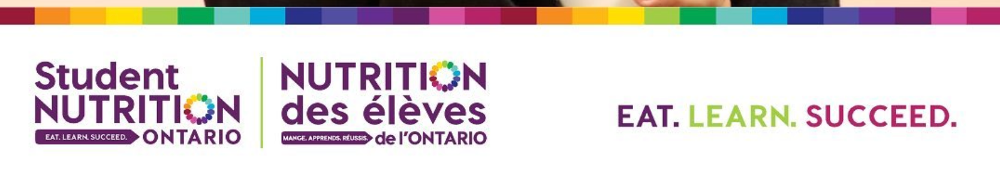 Student
NUTRITION
EAT. LEARN. SUCCEED. ONTARIO
NUTRITION
des élèves
MANGE. APPRENDS. RÉUSSIS. de l'ONTARIO
EAT. LEARN. SUCCEED.